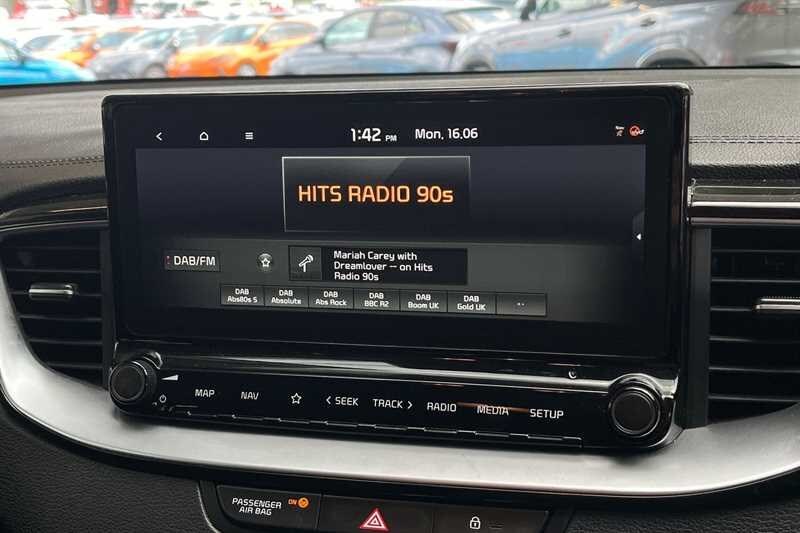 1:42 PM Mon, 16.06
HITS RADIO 90s
DAB/FM
Mariah Carey with
Dreamlover -- on Hits
Radio 90s
DAB Abs80s S
DAB Absolute
DAB Abs Rock
DAB BBC R2
DAB Boom UK
DAB Gold UK
MAP NAV < SEEK TRACK > RADIO MEDIA SETUP
PASSENGER
AIR BAG
ON